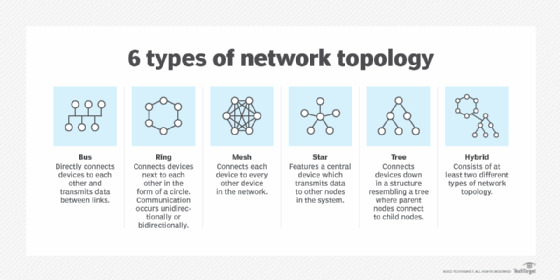 6 types of network topology
Bus
Directly connects
devices to each
other and
transmits data
between links.
Ring
Connects devices
next to each
other in the
form of a circle.
Communication
occurs unidirec-
tionally or
bidirectionally.
Mesh
Connects each
device to every
other device
in the network.
Star
Features a central
device which
transmits data
to other nodes
in the system.
Tree
Connects
devices down
in a structure
resembling a tree
where parent
nodes connect
to child nodes.
Hybrid
Consists of at
least two different
types of network
topology.
TechTarget